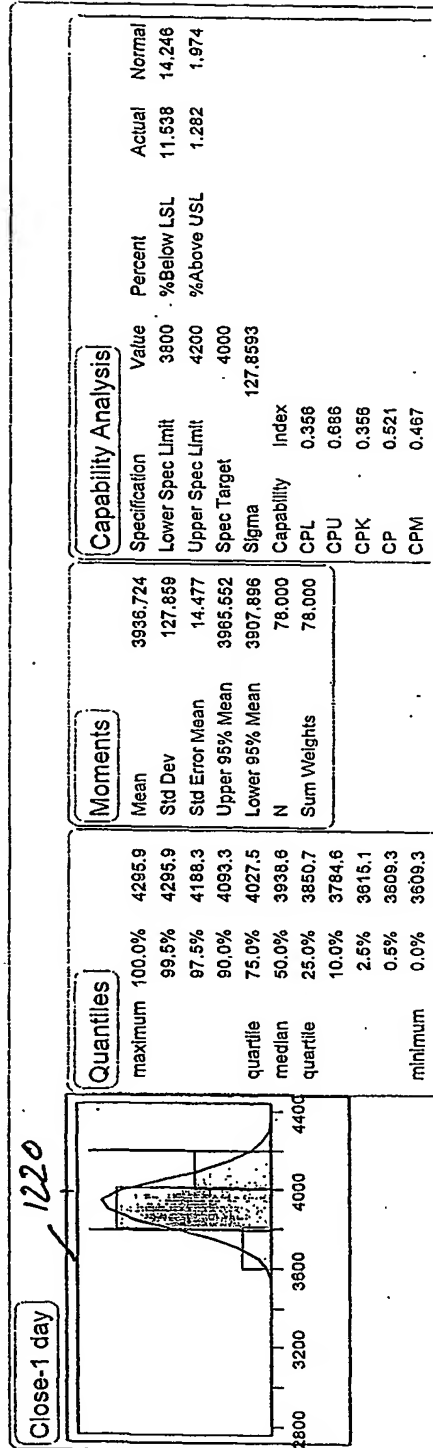 Close-1 day
1220
2800 3200 3600 4000 4400
Quantiles
maximum 100.0% 4295.9
99.5% 4295.9
97.5% 4188.3
90.0% 4093.3
quartile 75.0% 4027.5
median 50.0% 3938.6
quartile 25.0% 3850.7
10.0% 3784.6
2.5% 3615.1
0.5% 3609.3
minimum 0.0% 3609.3
Moments
Mean 3936.724
Std Dev 127.859
Std Error Mean 14.477
Upper 95% Mean 3965.552
Lower 95% Mean 3907.896
N 78.000
Sum Weights 78.000
Capability Analysis
Specification Value Percent Actual Normal
Lower Spec Limit 3800 %Below LSL 11.538 14.246
Upper Spec Limit 4200 %Above USL 1.282 1.974
Spec Target 4000
Sigma 127.8593
Capability Index
CPL 0.356
CPU 0.686
CPK 0.356
CP 0.521
CPM 0.467